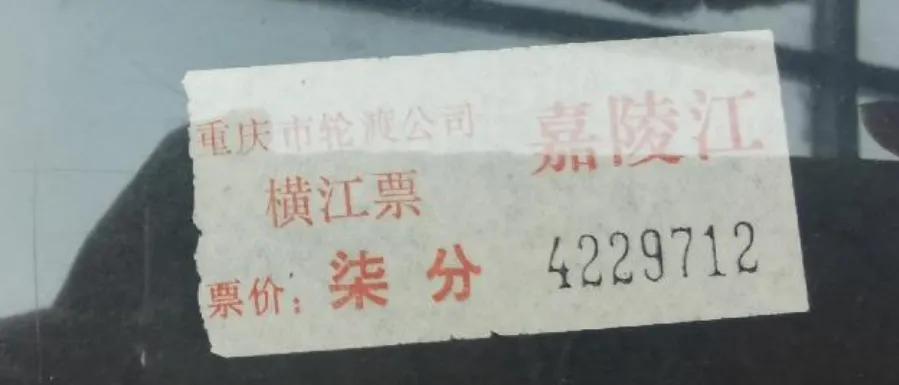 重庆市轮渡公司
嘉陵江
横江票
票价：柒分
4229712